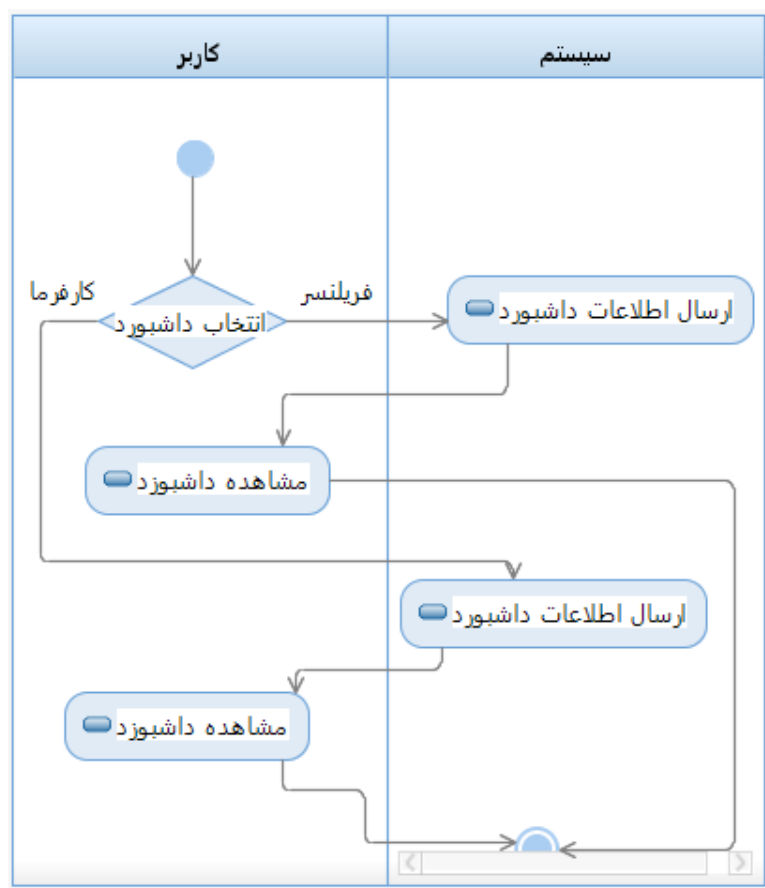 کاربر
سیستم
کارفرما
فریلنسر
انتخاب داشبورد
ارسال اطلاعات داشبورد
مشاهده داشبوزد
ارسال اطلاعات داشبورد
مشاهده داشبوزد